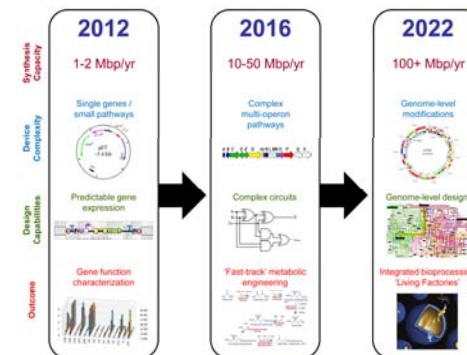 2012
2016
2022
Synthesis
Capacity
1-2 Mbp/yr
10-50 Mbp/yr
100+ Mbp/yr
Device
Complexity
Single genes /
small pathways
Complex
multi-operon
pathways
Genome-level
modifications
Design
Capabilities
Predictable gene
expression
Complex circuits
Genome-level design
Outcome
Gene function
characterization
'Fast-track' metabolic
engineering
Integrated bioprocessing
'Living Factories'